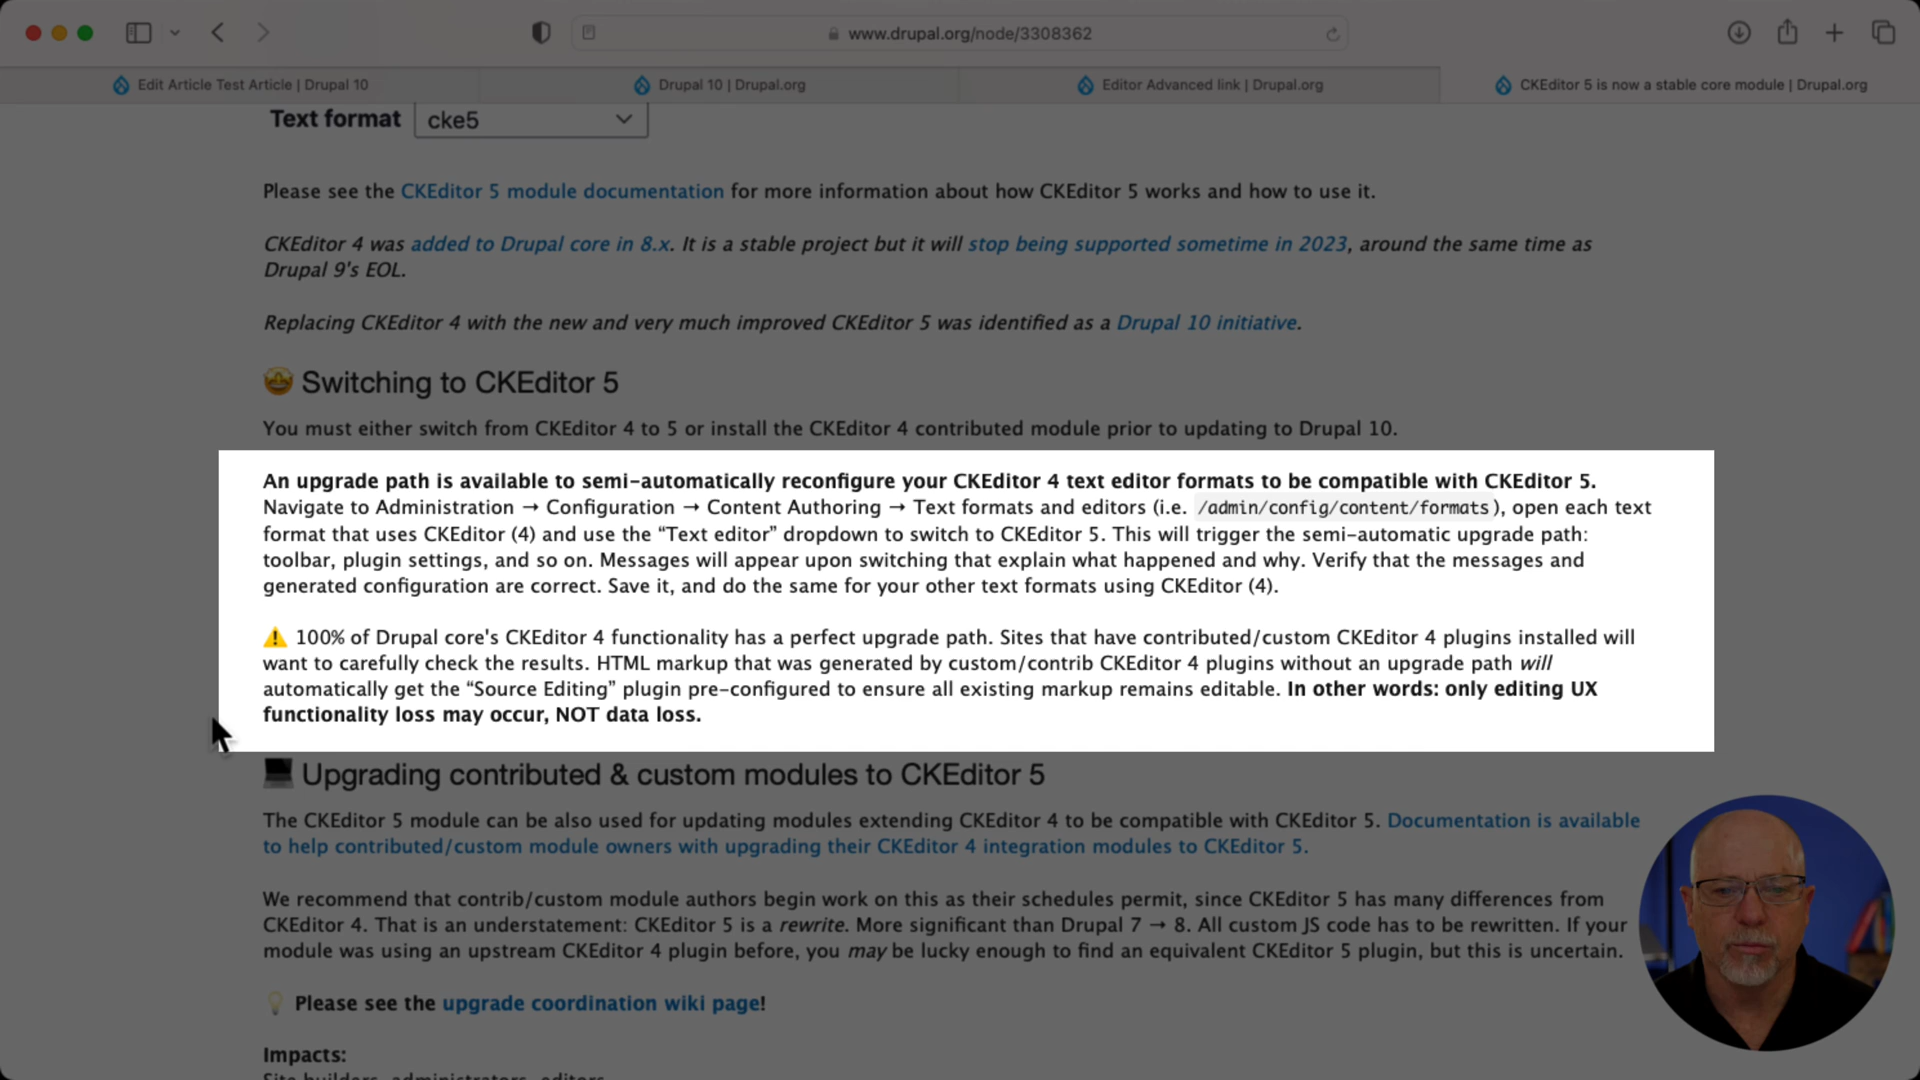 www.drupal.org/node/3308362
Edit Article Test Article | Drupal 10
Drupal 10 | Drupal.org
Editor Advanced link | Drupal.org
CKEditor 5 is now a stable core module | Drupal.org
Text format cke5
Please see the CKEditor 5 module documentation for more information about how CKEditor 5 works and how to use it.
CKEditor 4 was added to Drupal core in 8.x. It is a stable project but it will stop being supported sometime in 2023, around the same time as
Drupal 9's EOL.
Replacing CKEditor 4 with the new and very much improved CKEditor 5 was identified as a Drupal 10 initiative.
🤩 Switching to CKEditor 5
You must either switch from CKEditor 4 to 5 or install the CKEditor 4 contributed module prior to updating to Drupal 10.
An upgrade path is available to semi-automatically reconfigure your CKEditor 4 text editor formats to be compatible with CKEditor 5.
Navigate to Administration → Configuration → Content Authoring → Text formats and editors (i.e. /admin/config/content/formats), open each text
format that uses CKEditor (4) and use the “Text editor” dropdown to switch to CKEditor 5. This will trigger the semi-automatic upgrade path:
toolbar, plugin settings, and so on. Messages will appear upon switching that explain what happened and why. Verify that the messages and
generated configuration are correct. Save it, and do the same for your other text formats using CKEditor (4).
⚠️ 100% of Drupal core's CKEditor 4 functionality has a perfect upgrade path. Sites that have contributed/custom CKEditor 4 plugins installed will
want to carefully check the results. HTML markup that was generated by custom/contrib CKEditor 4 plugins without an upgrade path will
automatically get the “Source Editing” plugin pre-configured to ensure all existing markup remains editable. In other words: only editing UX
functionality loss may occur, NOT data loss.
💻 Upgrading contributed & custom modules to CKEditor 5
The CKEditor 5 module can be also used for updating modules extending CKEditor 4 to be compatible with CKEditor 5. Documentation is available
to help contributed/custom module owners with upgrading their CKEditor 4 integration modules to CKEditor 5.
We recommend that contrib/custom module authors begin work on this as their schedules permit, since CKEditor 5 has many differences from
CKEditor 4. That is an understatement: CKEditor 5 is a rewrite. More significant than Drupal 7 → 8. All custom JS code has to be rewritten. If your
module was using an upstream CKEditor 4 plugin before, you may be lucky enough to find an equivalent CKEditor 5 plugin, but this is uncertain.
💡 Please see the upgrade coordination wiki page!
Impacts:
Site builders, administrators, editors